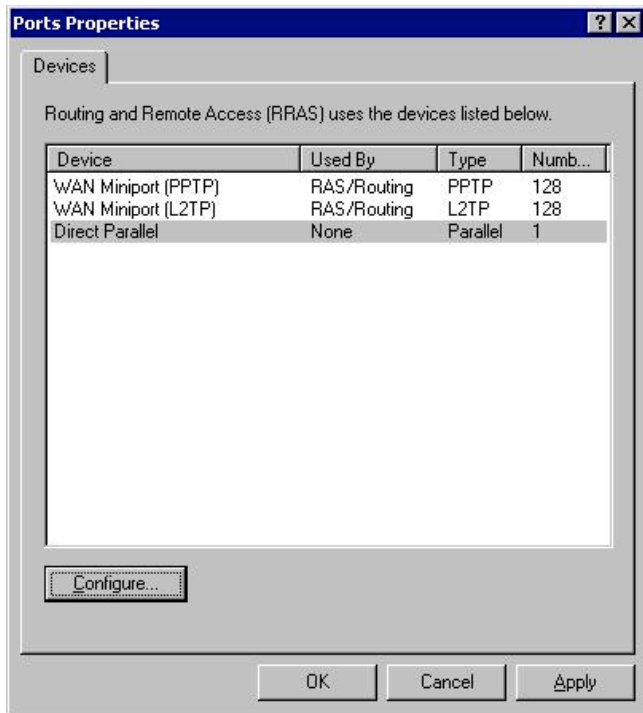 Ports Properties
Devices
Routing and Remote Access (RRAS) uses the devices listed below.
Device Used By Type Numb...
WAN Miniport (PPTP) RAS/Routing PPTP 128
WAN Miniport (L2TP) RAS/Routing L2TP 128
Direct Parallel None Parallel 1
Configure...
OK Cancel Apply